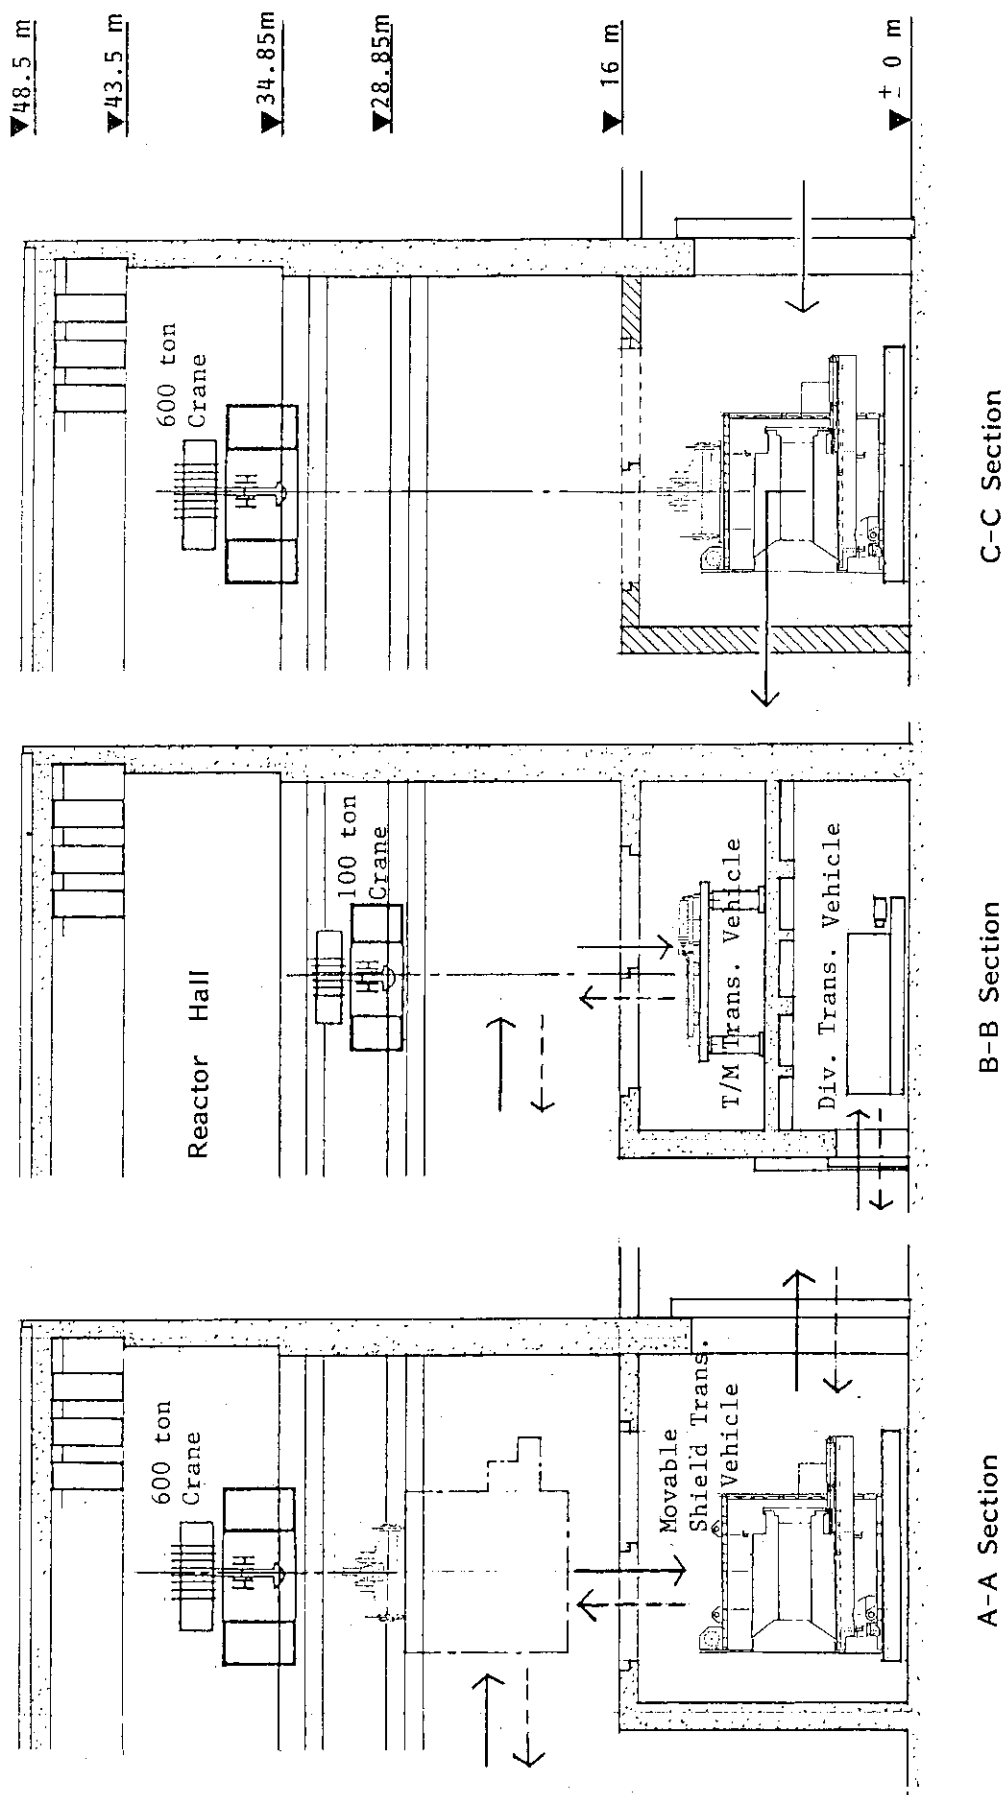 ▼48.5 m
▼43.5 m
▼34.85m
▼28.85m
▼ 16 m
▼ ± 0 m
600 ton
Crane
C-C Section
Reactor Hall
100 ton
Crane
T/M Trans. Vehicle
Div. Trans. Vehicle
B-B Section
600 ton
Crane
Movable
Shield Trans.
Vehicle
A-A Section